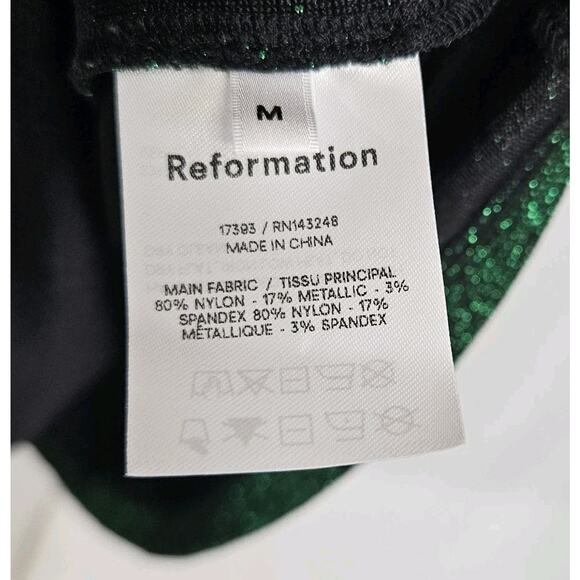 M
Reformation
17393 / RN143248
MADE IN CHINA
MAIN FABRIC / TISSU PRINCIPAL
80% NYLON - 17% METALLIC - 3%
SPANDEX 80% NYLON - 17%
MÉTALLIQUE - 3% SPANDEX